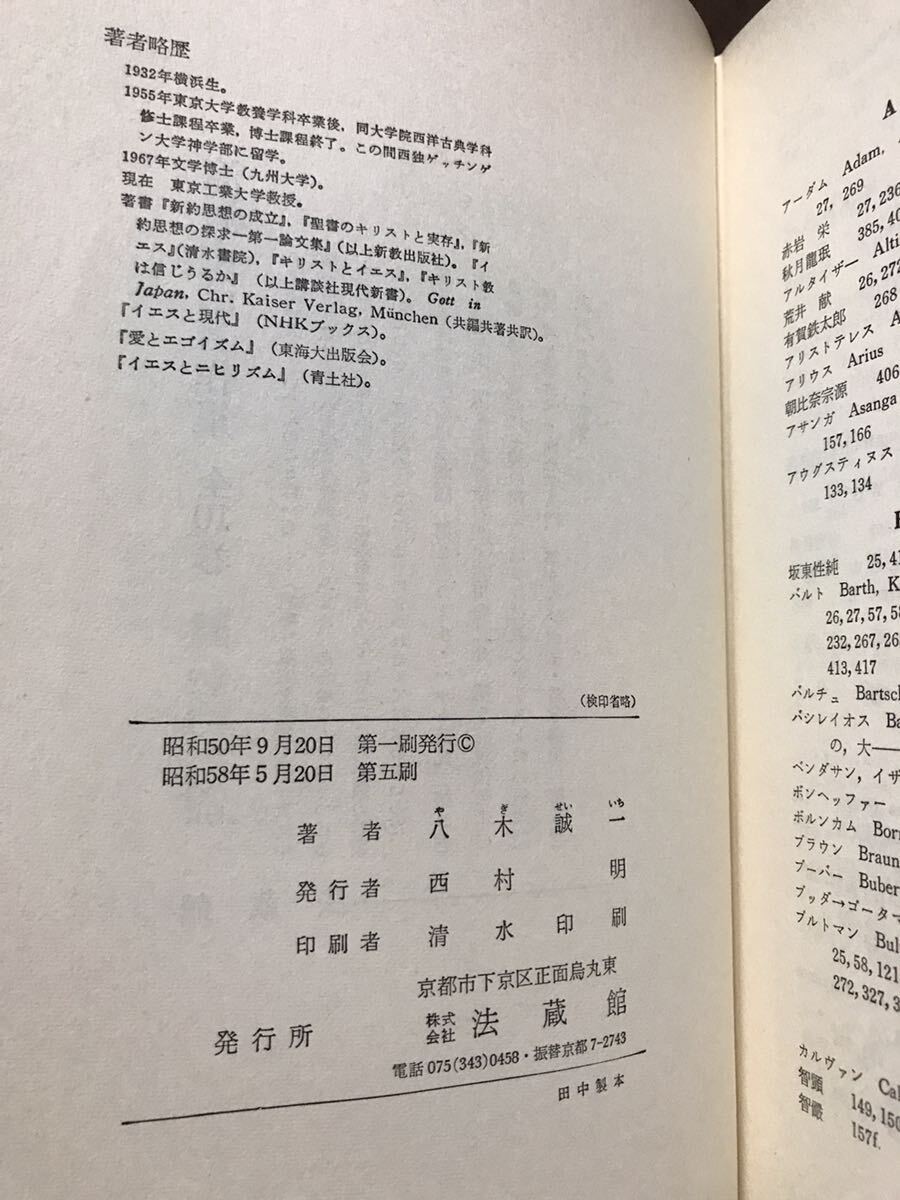 著者略歴
1932年横浜生。
1955年東京大学教養学科卒業後，同大学院西洋古典学科
修士課程卒業，博士課程終了。この間西独ゲッチンゲ
ン大学神学部に留学。
1967年文学博士（九州大学）。
現在　東京工業大学教授。
著書『新約思想の成立』，『聖書のキリストと実存』，『新
約思想の探求―第一論文集』（以上新教出版社）。『イ
エス』（清水書院），『キリストとイエス』，『キリスト教
は信じうるか』（以上講談社現代新書）。Gott in
Japan, Chr. Kaiser Verlag, München（共編共著共訳）。
『イエスと現代』（NHKブックス）。
『愛とエゴイズム』（東海大出版会）。
『イエスとニヒリズム』（青土社）。
（検印省略）
昭和50年9月20日　第一刷発行©
昭和58年5月20日　第五刷
や ぎ せい いち
著者　八木誠一
発行者　西村明
印刷者　清水印刷
京都市下京区正面烏丸東
発行所　株式会社　法蔵館
電話075(343)0458・振替京都7-2743
田中製本
A
アーダム Adam,
27, 269
赤岩　栄　27, 236
秋月龍珉　385, 40
アルタイザー Alti
荒井　献　26, 272
有賀鉄太郎　268
アリストテレス A
アリウス Arius
朝比奈宗源　406
アサンガ Asanga
157, 166
アウグスティヌス
133, 134
坂東性純　25, 41
バルト Barth, K
26, 27, 57, 58
232, 267, 26
413, 417
バルチュ Bartsch
バシレイオス Ba
の，大―
ベンダサン，イザ
ボンヘッファー
ボルンカム Born
ブラウン Braun
ブーバー Buber
ブッダ→ゴータマ
ブルトマン Bul
25, 58, 121
272, 327, 3
カルヴァン Cal
智顗　149, 150
智儼　157f.